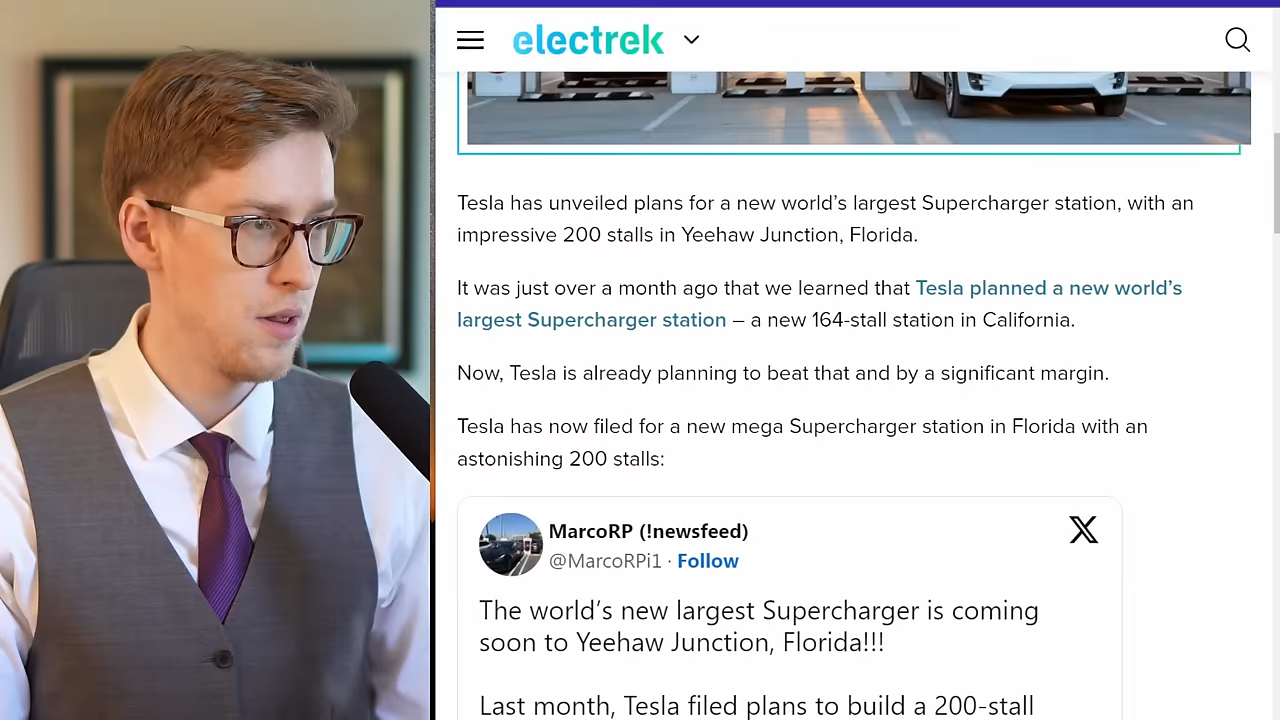 electrek
Tesla has unveiled plans for a new world’s largest Supercharger station, with an
impressive 200 stalls in Yeehaw Junction, Florida.
It was just over a month ago that we learned that Tesla planned a new world’s
largest Supercharger station – a new 164-stall station in California.
Now, Tesla is already planning to beat that and by a significant margin.
Tesla has now filed for a new mega Supercharger station in Florida with an
astonishing 200 stalls:
MarcoRP (!newsfeed)
@MarcoRPi1 · Follow
The world’s new largest Supercharger is coming
soon to Yeehaw Junction, Florida!!!
Last month, Tesla filed plans to build a 200-stall